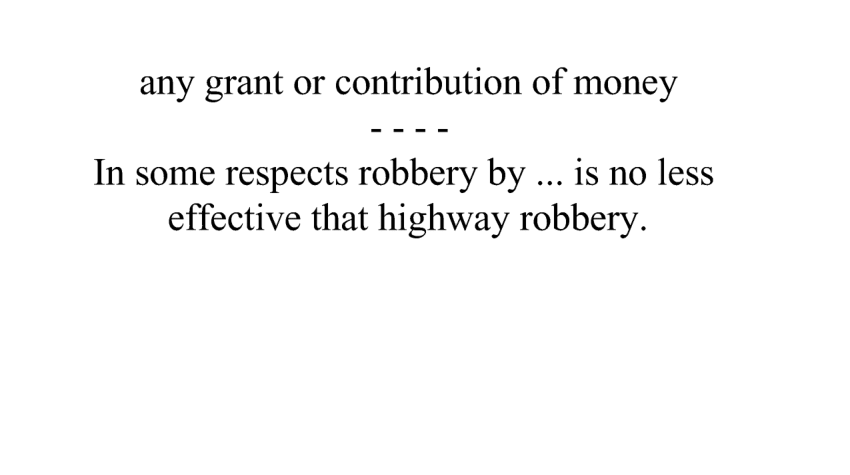 any grant or contribution of money
- - - -
In some respects robbery by ... is no less
effective that highway robbery.